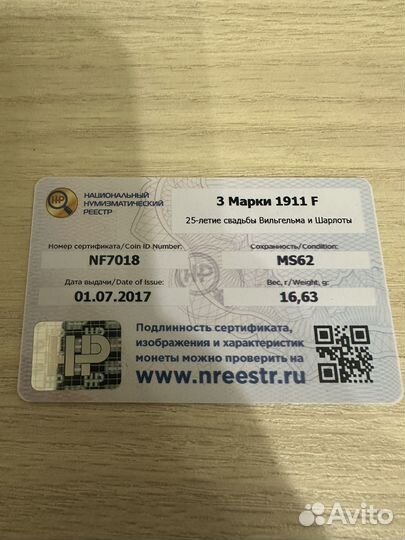 НАЦИОНАЛЬНЫЙ
НУМИЗМАТИЧЕСКИЙ
РЕЕСТР
3 Марки 1911 F
25-летие свадьбы Вильгельма и Шарлоты
Номер сертификата/Coin ID Number:
NF7018
Сохранность/Condition:
MS62
Дата выдачи/Date of Issue:
01.07.2017
Вес, г/Weight, g:
16,63
Подлинность сертификата,
изображения и характеристик
монеты можно проверить на
www.nreestr.ru
Avito